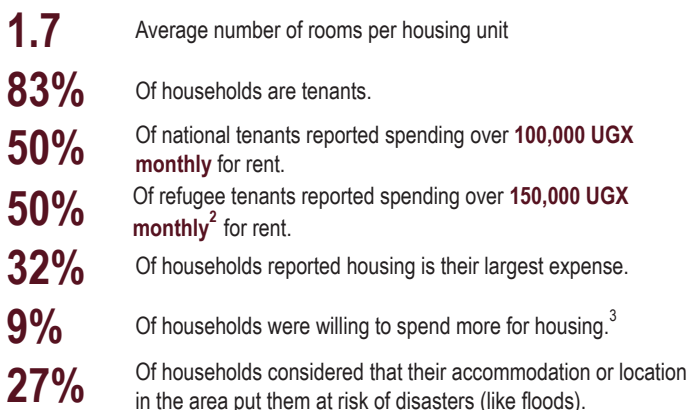 1.7 Average number of rooms per housing unit
83% Of households are tenants.
50% Of national tenants reported spending over 100,000 UGX
monthly for rent.
50% Of refugee tenants reported spending over 150,000 UGX
monthly² for rent.
32% Of households reported housing is their largest expense.
9% Of households were willing to spend more for housing.³
27% Of households considered that their accommodation or location
in the area put them at risk of disasters (like floods).